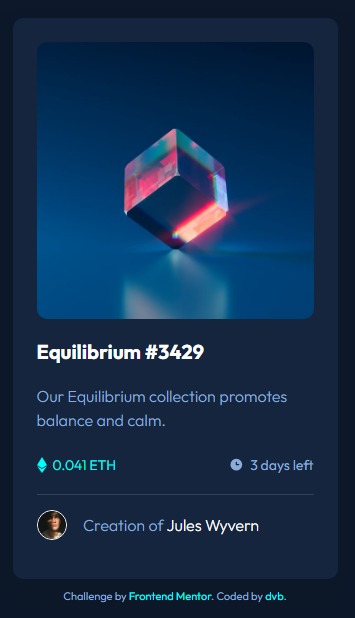 Equilibrium #3429
Our Equilibrium collection promotes
balance and calm.
0.041 ETH
3 days left
Creation of Jules Wyvern
Challenge by Frontend Mentor. Coded by dvb.